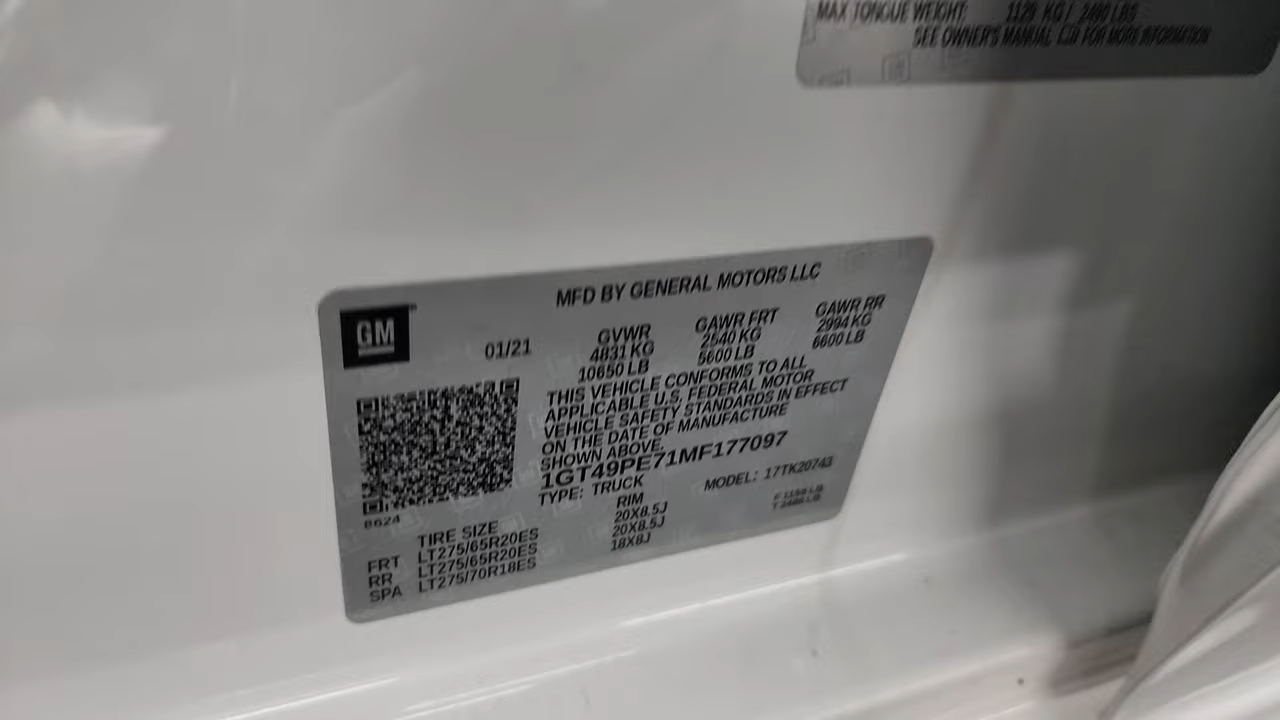 MAX TONGUE WEIGHT: 1129 KG / 2490 LBS
SEE OWNER'S MANUAL FOR MORE INFORMATION
MFD BY GENERAL MOTORS LLC
GM
01/21
GVWR GAWR FRT GAWR RR
4831 KG 2540 KG 2994 KG
10650 LB 5600 LB 6600 LB
THIS VEHICLE CONFORMS TO ALL
APPLICABLE U.S. FEDERAL MOTOR
VEHICLE SAFETY STANDARDS IN EFFECT
ON THE DATE OF MANUFACTURE
SHOWN ABOVE.
1GT49PE71MF177097
TYPE: TRUCK MODEL: 17TK20743
8624
TIRE SIZE RIM
FRT LT275/65R20ES 20X8.5J
RR LT275/65R20ES 20X8.5J
SPA LT275/70R18ES 18X8J